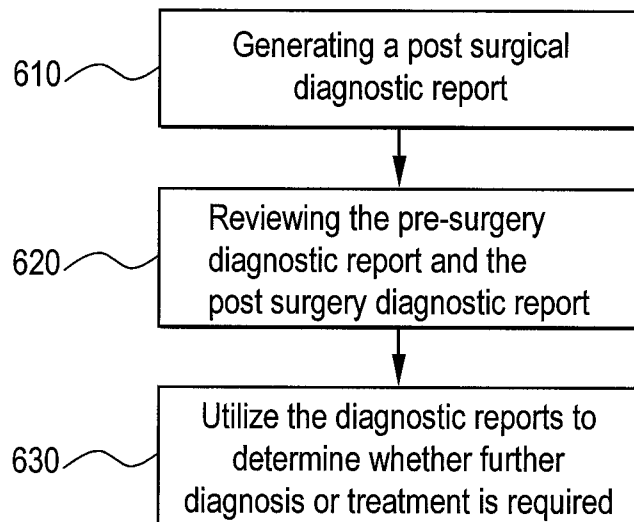 Generating a post surgical
610
diagnostic report
Reviewing the pre-surgery
620
diagnostic report and the
post surgery diagnostic report
Utilize the diagnostic reports to
630
determine whether further
diagnosis or treatment is required